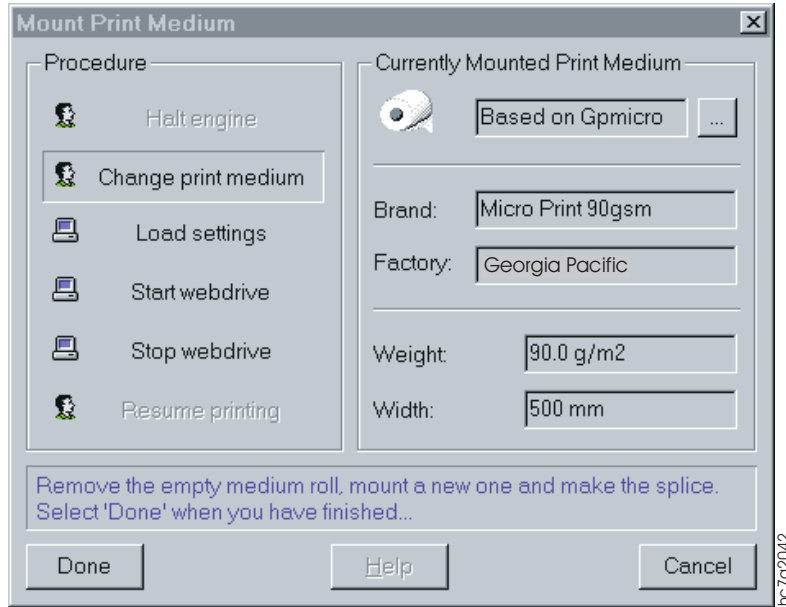 Mount Print Medium
Procedure
Halt engine
Change print medium
Load settings
Start webdrive
Stop webdrive
Resume printing
Currently Mounted Print Medium
Based on Gpmicro
...
Brand: Micro Print 90gsm
Factory: Georgia Pacific
Weight: 90.0 g/m2
Width: 500 mm
Remove the empty medium roll, mount a new one and make the splice.
Select 'Done' when you have finished...
Done Help Cancel
hc7a2042